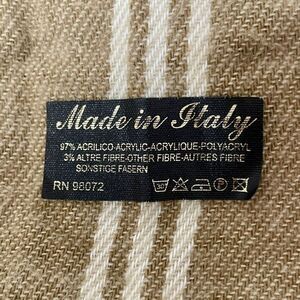 Made in Italy
97% ACRILICO-ACRYLIC-ACRYLIQUE-POLYACRYL
3% ALTRE FIBRE-OTHER FIBRE-AUTRES FIBRE
SONSTIGE FASERN
RN 98072
30